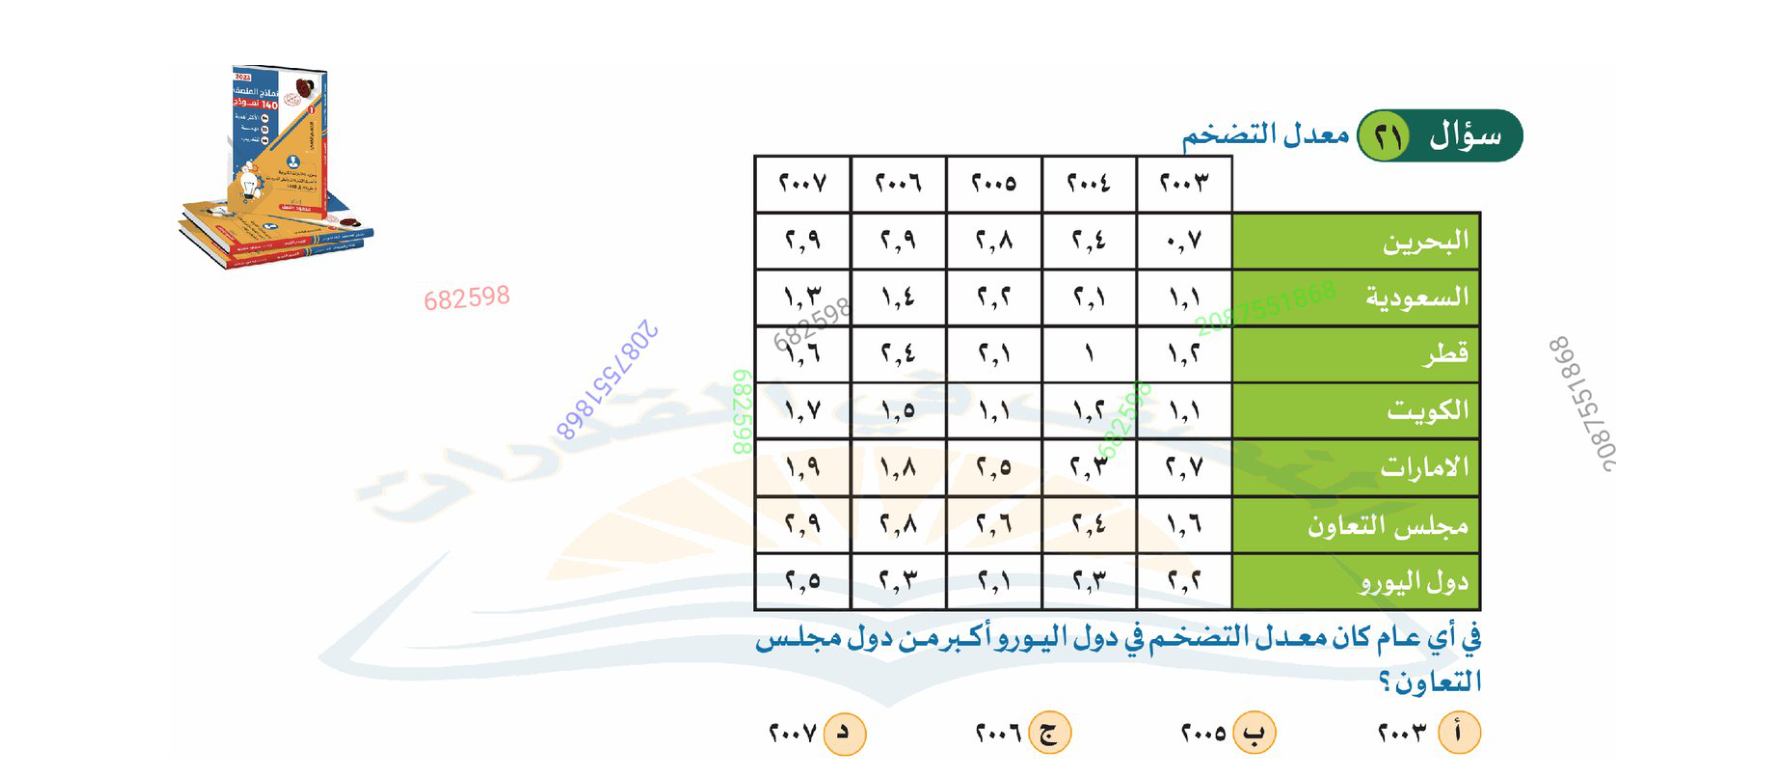 2023
نماذج المنصف
140 نمـوذج
سؤال ٢١ معدل التضخم
٢٠٠٣ ٢٠٠٤ ٢٠٠٥ ٢٠٠٦ ٢٠٠٧
البحرين ٠,٧ ٢,٤ ٢,٨ ٢,٩ ٢,٩
السعودية ١,١ ٢,١ ٢,٢ ١,٤ ١,٣
قطر ١,٢ ١ ٢,١ ٢,٤ ١,٦
الكويت ١,١ ١,٢ ١,١ ١,٥ ١,٧
الامارات ٢,٧ ٢,٣ ٢,٥ ١,٨ ١,٩
مجلس التعاون ١,٦ ٢,٤ ٢,٦ ٢,٨ ٢,٩
دول اليورو ٢,٢ ٢,٣ ٢,١ ٢,٣ ٢,٥
في أي عام كان معدل التضخم في دول اليورو أكبر من دول مجلس
التعاون؟
أ ٢٠٠٣ ب ٢٠٠٥ ج ٢٠٠٦ د ٢٠٠٧
682598
2087551868
682598
682598
2087551868
682598
2087551868